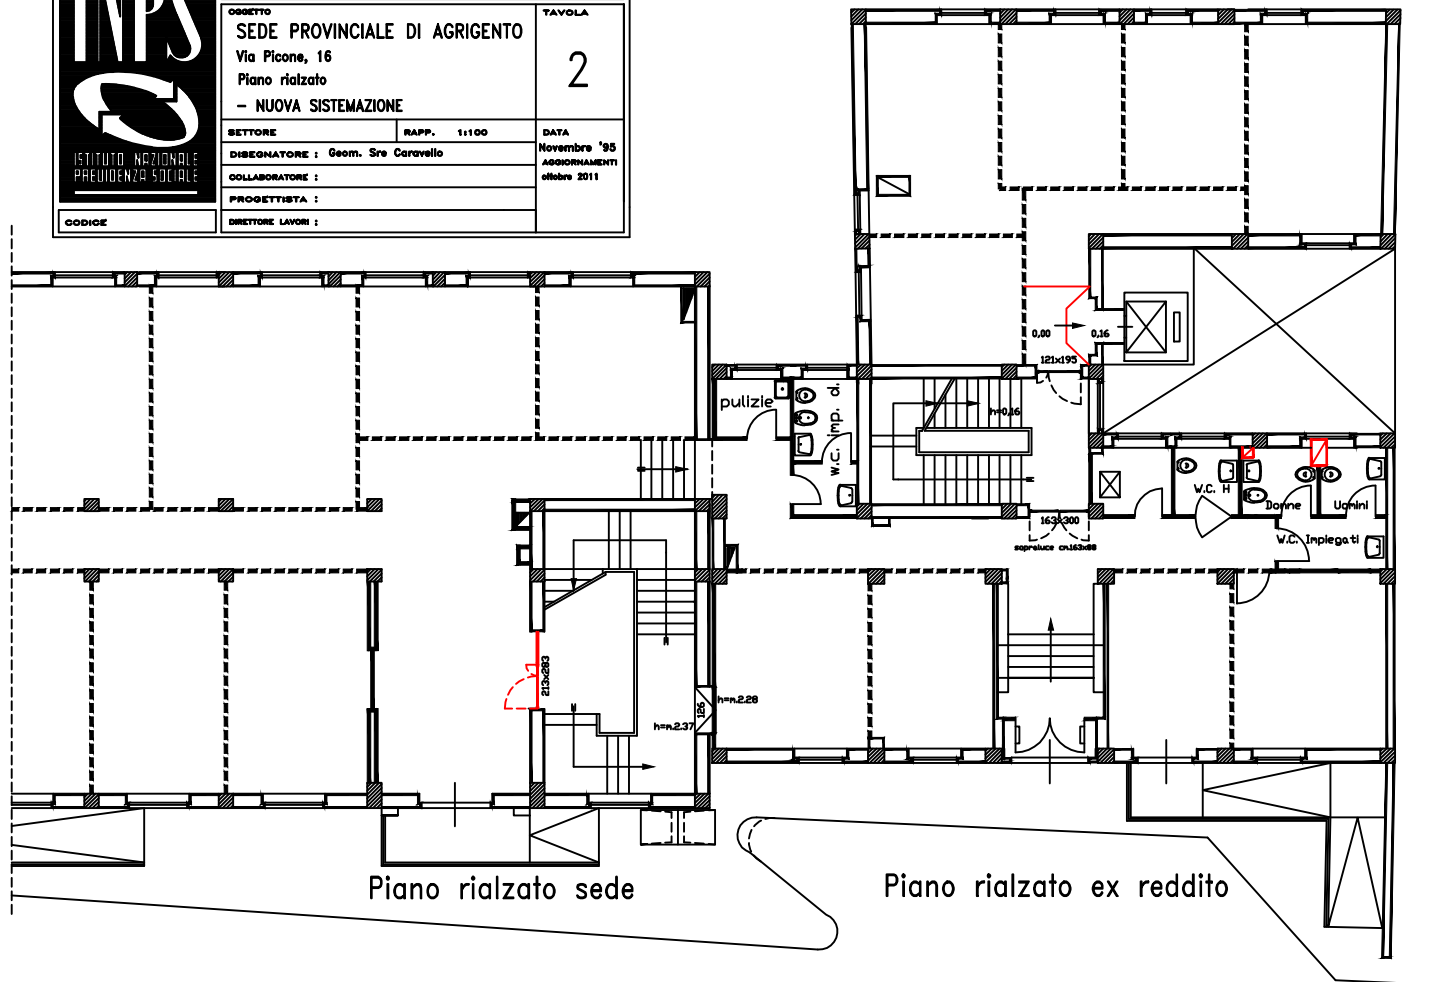 INPS
ISTITUTO NAZIONALE
PREVIDENZA SOCIALE
CODICE
OGGETTO
SEDE PROVINCIALE DI AGRIGENTO
Via Picone, 16
Piano rialzato
- NUOVA SISTEMAZIONE
TAVOLA
2
SETTORE
RAPP. 1:100
DISEGNATORE : Geom. Sre Caravello
COLLABORATORE :
PROGETTISTA :
DIRETTORE LAVORI :
DATA
Novembre '95
AGGIORNAMENTI
ottobre 2011
0,00
0,16
121x195
pulizie
W.C. imp. d.
h=0,16
W.C. H
Donne
Uomini
W.C. Impiegati
163x300
sopraluce cm.163x88
213x283
126
h=m.2.28
h=m.2.37
Piano rialzato sede
Piano rialzato ex reddito